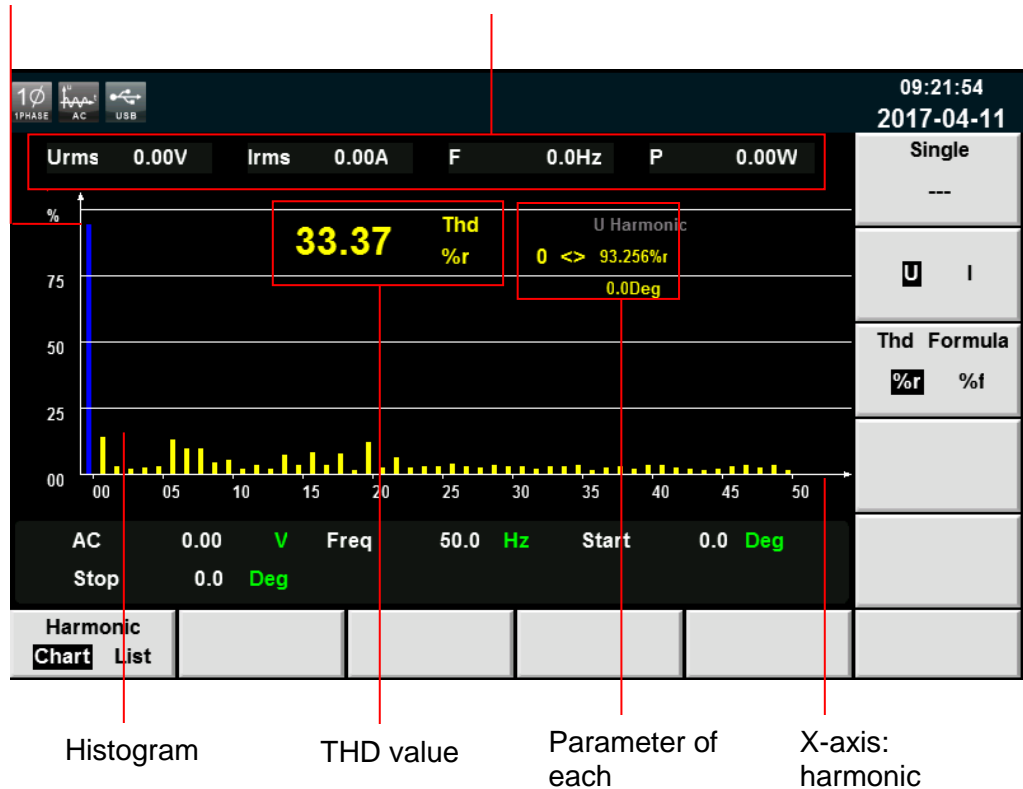 1Ø
1PHASE
AC
USB
09:21:54
2017-04-11
Urms 0.00V Irms 0.00A F 0.0Hz P 0.00W
Single
---
%
33.37 Thd
%r
U Harmonic
0 <> 93.256%r
0.0Deg
U I
75
50
25
00
Thd Formula
%r %f
00 05 10 15 20 25 30 35 40 45 50
AC 0.00 V Freq 50.0 Hz Start 0.0 Deg
Stop 0.0 Deg
Harmonic
Chart List
Histogram
THD value
Parameter of
each
X-axis:
harmonic